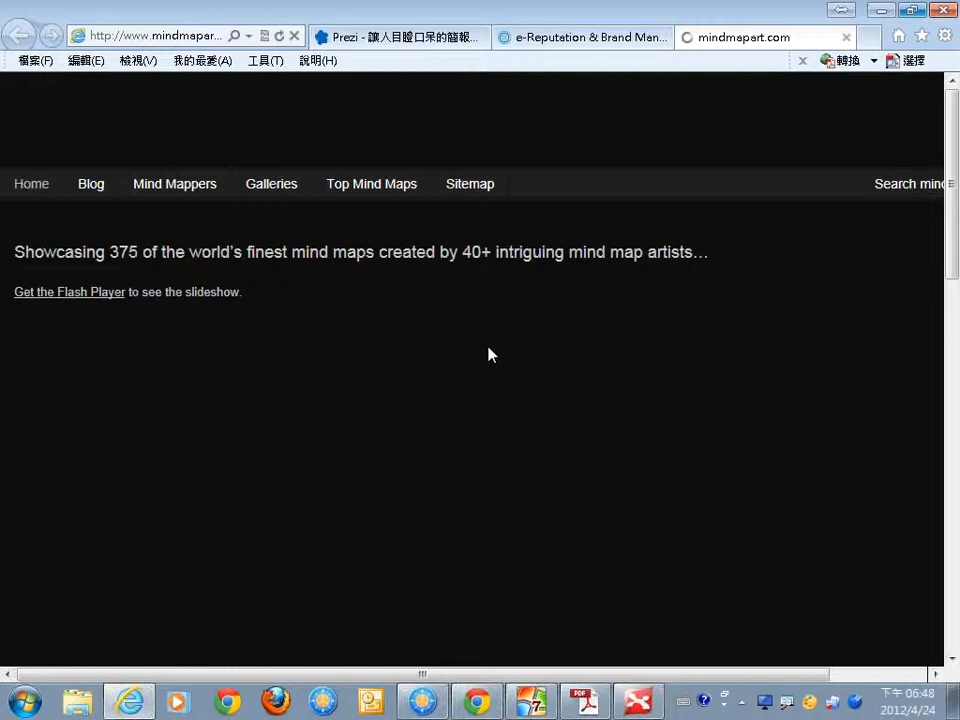 http://www.mindmapar...
Prezi - 讓人目瞪口呆的簡報...
e-Reputation & Brand Man...
mindmapart.com
檔案(F) 編輯(E) 檢視(V) 我的最愛(A) 工具(T) 說明(H)
轉換 選擇
Home Blog Mind Mappers Galleries Top Mind Maps Sitemap
Search mind
Showcasing 375 of the world's finest mind maps created by 40+ intriguing mind map artists…
Get the Flash Player to see the slideshow.
下午 06:48
2012/4/24